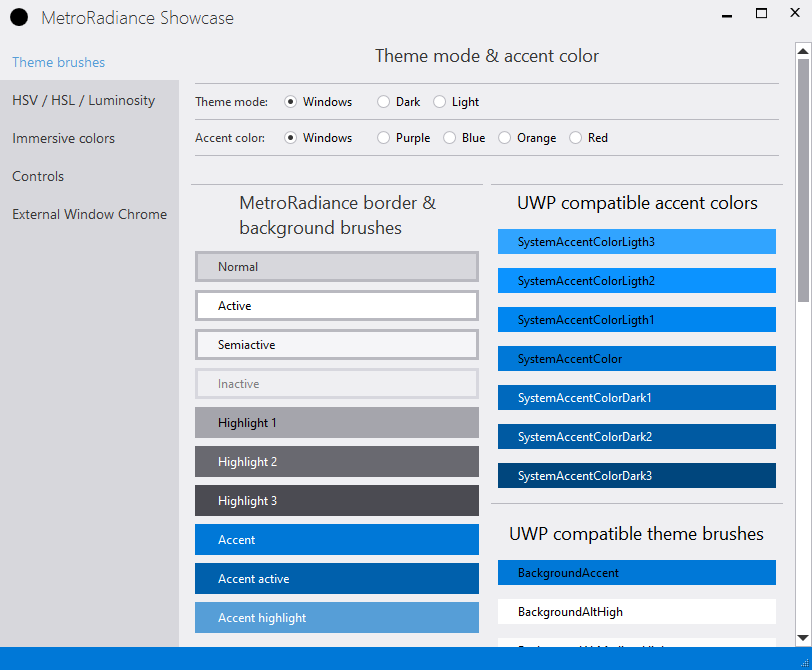 MetroRadiance Showcase
Theme brushes
HSV / HSL / Luminosity
Immersive colors
Controls
External Window Chrome
Theme mode & accent color
Theme mode: Windows Dark Light
Accent color: Windows Purple Blue Orange Red
MetroRadiance border &
background brushes
Normal
Active
Semiactive
Inactive
Highlight 1
Highlight 2
Highlight 3
Accent
Accent active
Accent highlight
UWP compatible accent colors
SystemAccentColorLigth3
SystemAccentColorLigth2
SystemAccentColorLigth1
SystemAccentColor
SystemAccentColorDark1
SystemAccentColorDark2
SystemAccentColorDark3
UWP compatible theme brushes
BackgroundAccent
BackgroundAltHigh